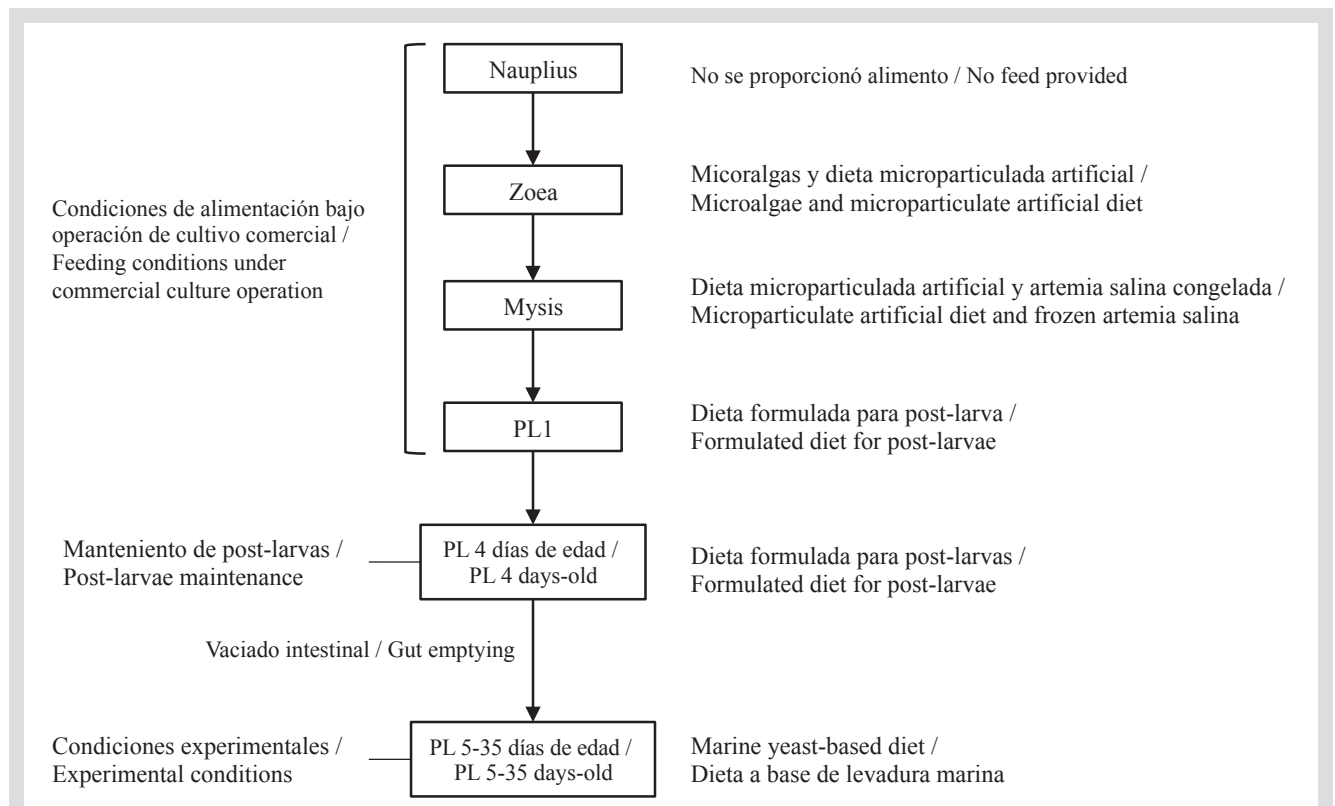 Nauplius
No se proporcionó alimento / No feed provided
Zoea
Micoralgas y dieta microparticulada artificial /
Microalgae and microparticulate artificial diet
Condiciones de alimentación bajo
operación de cultivo comercial /
Feeding conditions under
commercial culture operation
Mysis
Dieta microparticulada artificial y artemia salina congelada /
Microparticulate artificial diet and frozen artemia salina
PL1
Dieta formulada para post-larva /
Formulated diet for post-larvae
Manteniento de post-larvas /
Post-larvae maintenance
PL 4 días de edad /
PL 4 days-old
Dieta formulada para post-larvas /
Formulated diet for post-larvae
Vaciado intestinal / Gut emptying
Condiciones experimentales /
Experimental conditions
PL 5-35 días de edad /
PL 5-35 days-old
Marine yeast-based diet /
Dieta a base de levadura marina